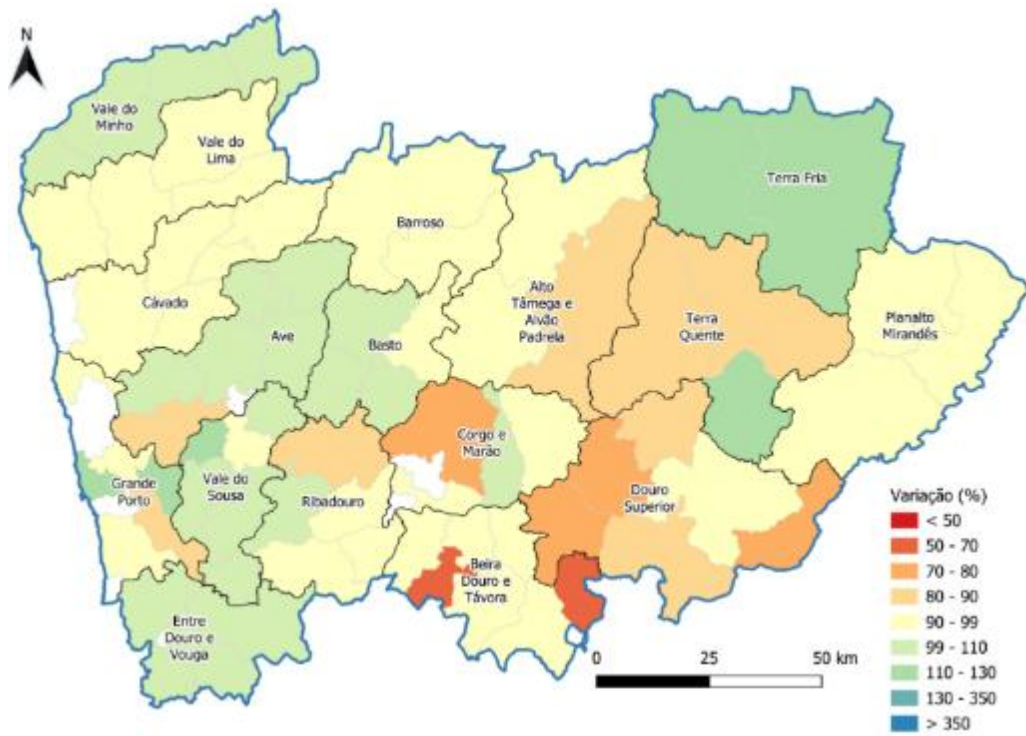 N
Vale do
Minho
Vale do
Lima
Terra Fria
Barroso
Cávado
Alto
Tâmega e
Alvão
Padrela
Terra
Quente
Planalto
Mirandês
Ave
Basto
Corgo e
Marão
Grande
Porto
Vale do
Sousa
Ribadouro
Douro
Superior
Beira
Douro e
Távora
Entre
Douro e
Vouga
0 25 50 km
Variação (%)
< 50
50 - 70
70 - 80
80 - 90
90 - 99
99 - 110
110 - 130
130 - 350
> 350